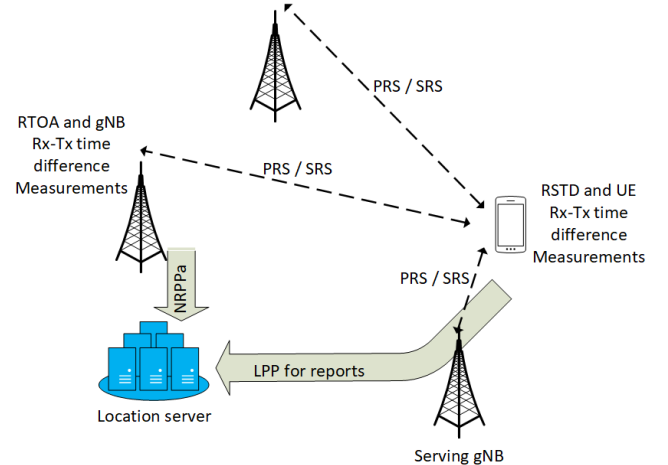 PRS / SRS
RTOA and gNB
Rx-Tx time
difference
Measurements
PRS / SRS
RSTD and UE
Rx-Tx time
difference
Measurements
PRS / SRS
NRPPa
LPP for reports
Location server
Serving gNB